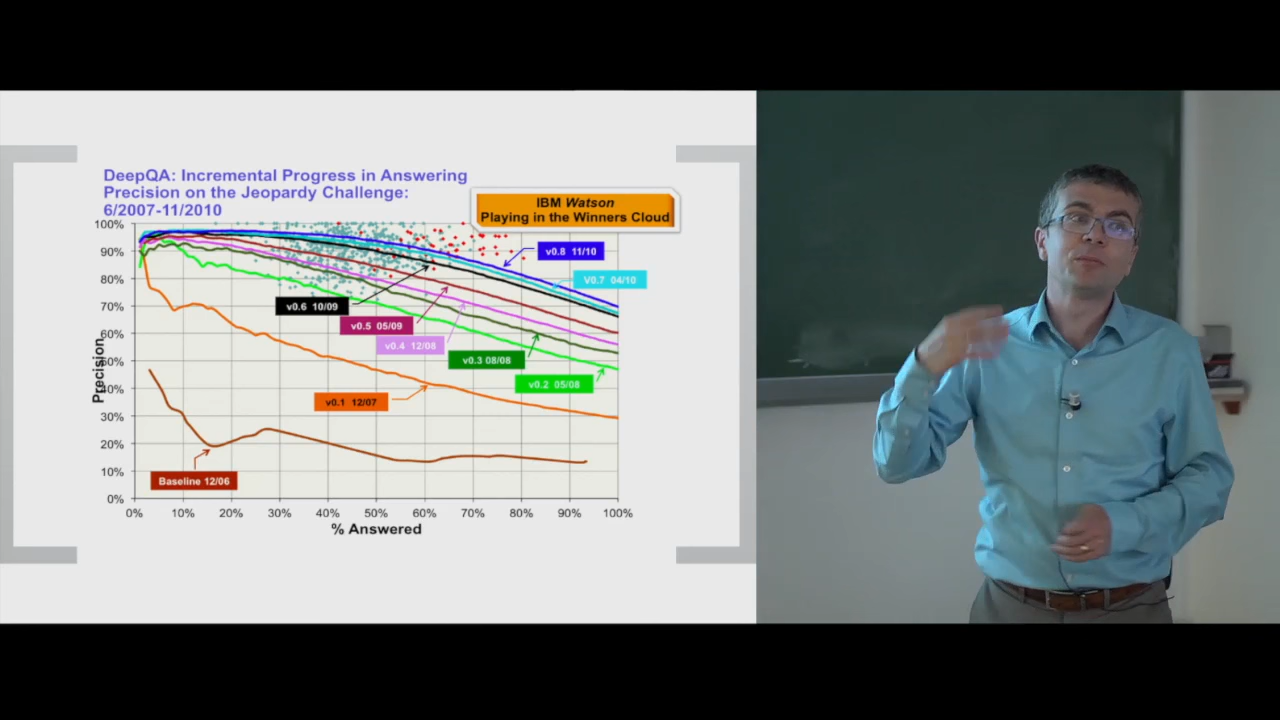 DeepQA: Incremental Progress in Answering
Precision on the Jeopardy Challenge:
6/2007-11/2010
IBM Watson
Playing in the Winners Cloud
100%
90%
80%
70%
60%
50%
40%
30%
20%
10%
0%
Precision
v0.8 11/10
V0.7 04/10
v0.6 10/09
v0.5 05/09
v0.4 12/08
v0.3 08/08
v0.2 05/08
v0.1 12/07
Baseline 12/06
0% 10% 20% 30% 40% 50% 60% 70% 80% 90% 100%
% Answered